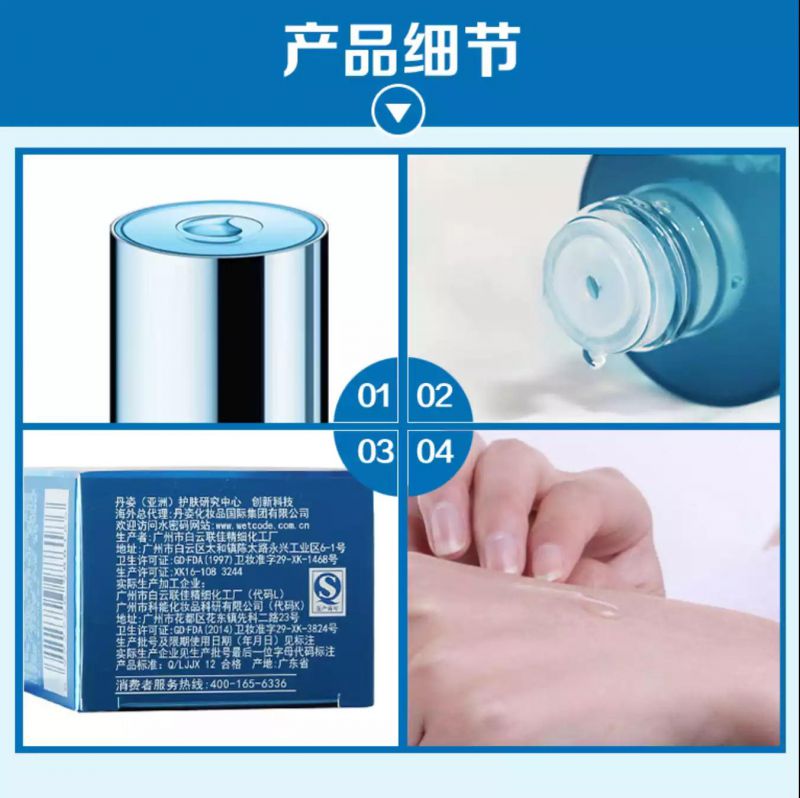 产品细节
01
02
03
04
丹姿（亚洲）护肤研究中心 创新科技
海外总代理:丹姿化妆品国际集团有限公司
欢迎访问水密码网站:www.wetcode.com.cn
生产者:广州市白云联佳精细化工厂
地址:广州市白云区太和镇陈太路永兴工业区6-1号
卫生许可证:GD·FDA(1997)卫妆准字29-XK-1468号
生产许可证:XK16-108 3244
实际生产加工企业:
广州市白云联佳精细化工厂（代码L）
广州市科能化妆品科研有限公司（代码K）
地址:广州市花都区花东镇先科二路23号
卫生许可证:GD·FDA(2014)卫妆准字29-XK-3824号
生产批号及限期使用日期（年月日）见标注
实际生产企业见生产批号最后一位字母代码标注
产品标准: Q/LJJX 12 合格 产地:广东省
消费者服务热线:400-165-6336
生产许可